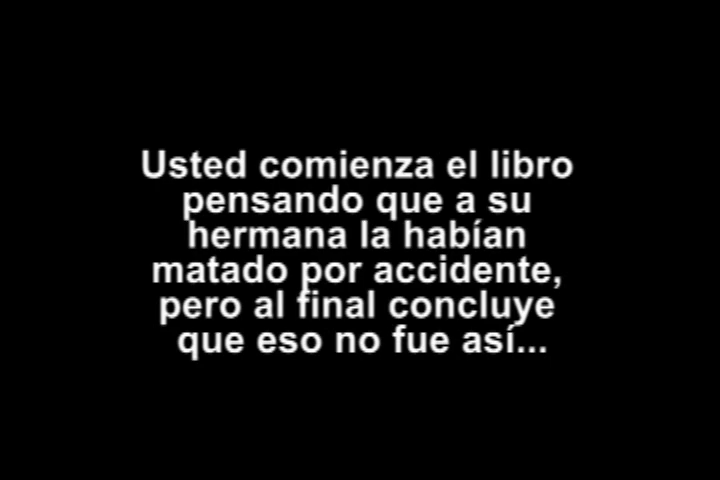 Usted comienza el libro
pensando que a su
hermana la habían
matado por accidente,
pero al final concluye
que eso no fue así...